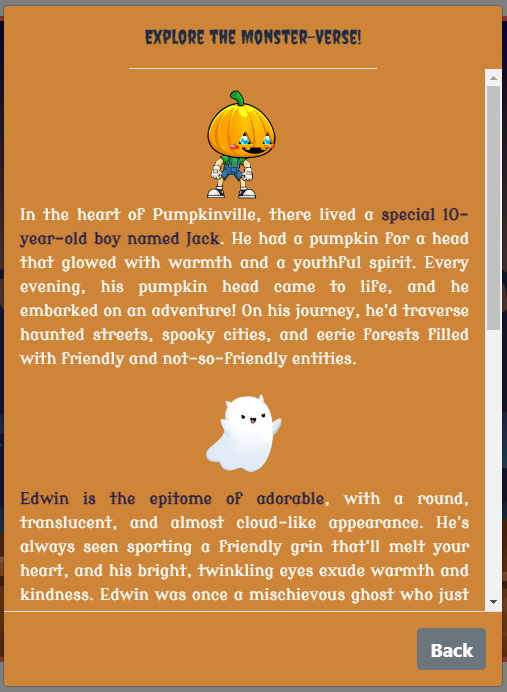 EXPLORE THE MONSTER-VERSE!
In the heart of Pumpkinville, there lived a special 10-
year-old boy named Jack. He had a pumpkin for a head
that glowed with warmth and a youthful spirit. Every
evening, his pumpkin head came to life, and he
embarked on an adventure! On his journey, he'd traverse
haunted streets, spooky cities, and eerie forests filled
with friendly and not-so-friendly entities.
Edwin is the epitome of adorable, with a round,
translucent, and almost cloud-like appearance. He's
always seen sporting a friendly grin that'll melt your
heart, and his bright, twinkling eyes exude warmth and
kindness. Edwin was once a mischievous ghost who just
Back